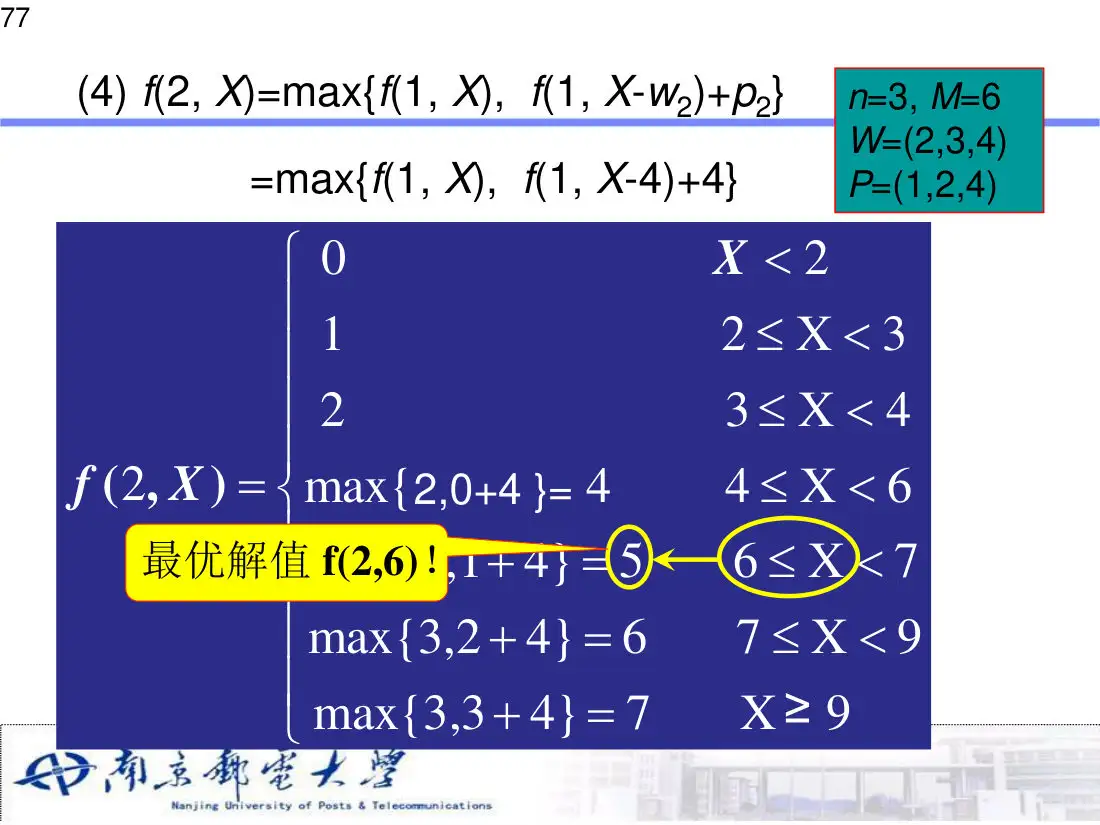 77
(4) f(2, X)=max{f(1, X), f(1, X-w₂)+p₂}
=max{f(1, X), f(1, X-4)+4}
n=3, M=6
W=(2,3,4)
P=(1,2,4)
0 X < 2
1 2 ≤ X < 3
2 3 ≤ X < 4
f (2, X) = max{ 2,0+4 }= 4 4 ≤ X < 6
最优解值 f(2,6) ! ,1+ 4} = 5 6 ≤ X < 7
max{3,2 + 4} = 6 7 ≤ X < 9
max{3,3 + 4} = 7 X ≥ 9
南京郵電大學
Nanjing University of Posts & Telecommunications